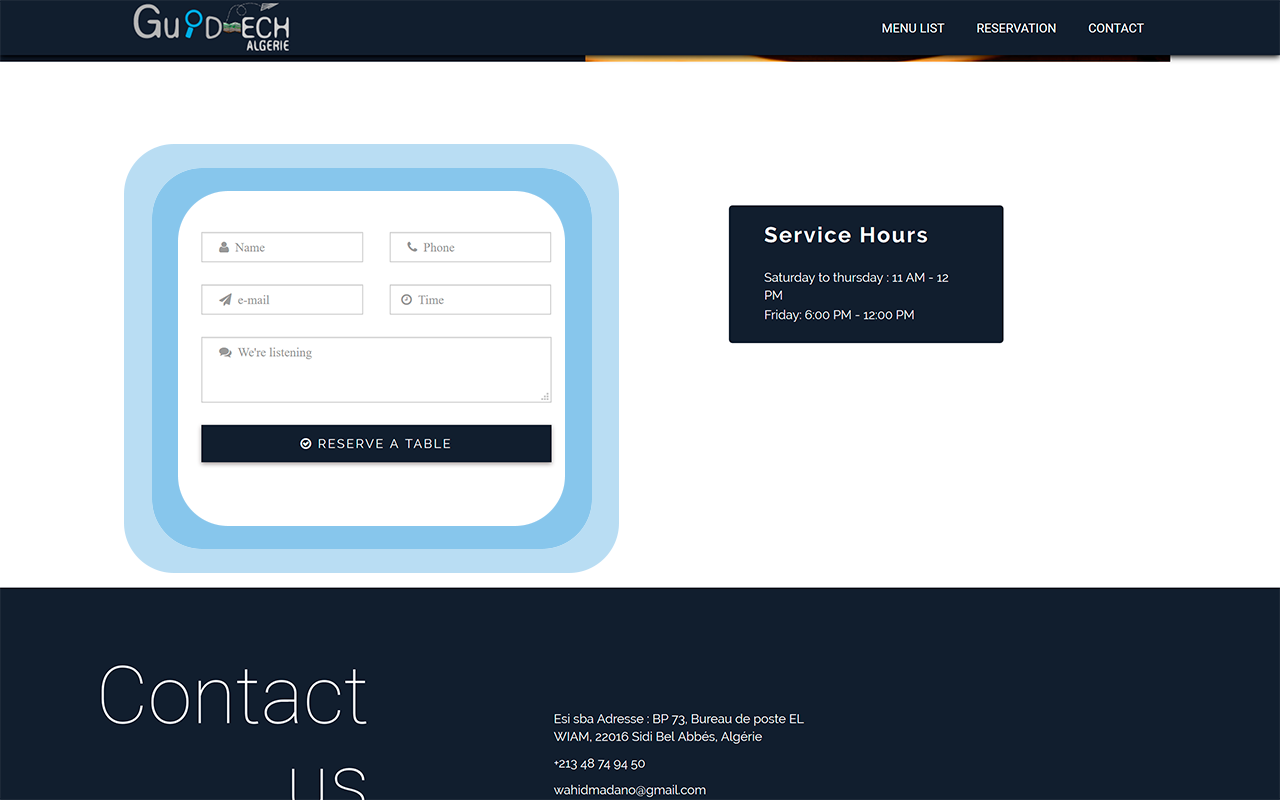 GuidECH
ALGERIE
MENU LIST
RESERVATION
CONTACT
Name
Phone
e-mail
Time
We're listening
RESERVE A TABLE
Service Hours
Saturday to thursday : 11 AM - 12
PM
Friday: 6:00 PM - 12:00 PM
Contact
us
Esi sba Adresse : BP 73, Bureau de poste EL
WIAM, 22016 Sidi Bel Abbés, Algérie
+213 48 74 94 50
wahidmadano@gmail.com